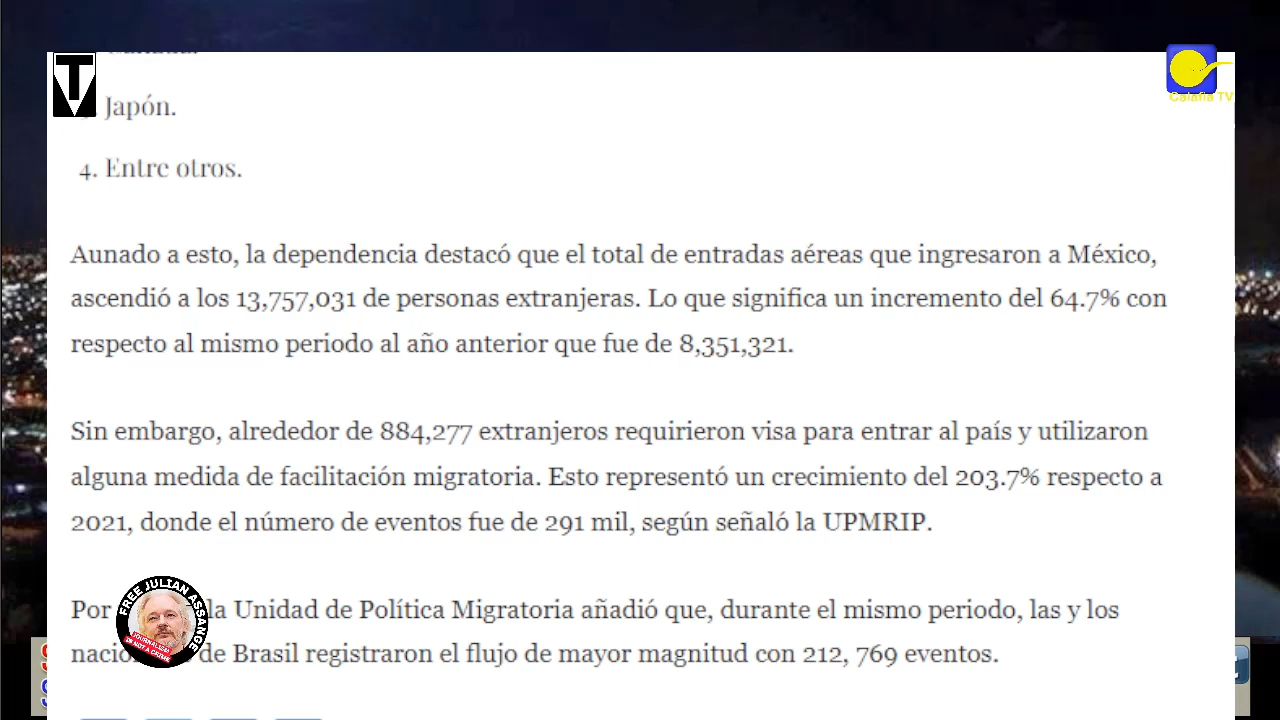 TV
Calafia TV
Japón.
4. Entre otros.
Aunado a esto, la dependencia destacó que el total de entradas aéreas que ingresaron a México,
ascendió a los 13,757,031 de personas extranjeras. Lo que significa un incremento del 64.7% con
respecto al mismo periodo al año anterior que fue de 8,351,321.
Sin embargo, alrededor de 884,277 extranjeros requirieron visa para entrar al país y utilizaron
alguna medida de facilitación migratoria. Esto representó un crecimiento del 203.7% respecto a
2021, donde el número de eventos fue de 291 mil, según señaló la UPMRIP.
Por la Unidad de Política Migratoria añadió que, durante el mismo periodo, las y los
de Brasil registraron el flujo de mayor magnitud con 212, 769 eventos.
FREE JULIAN ASSANGE
JOURNALISM
IS NOT A CRIME